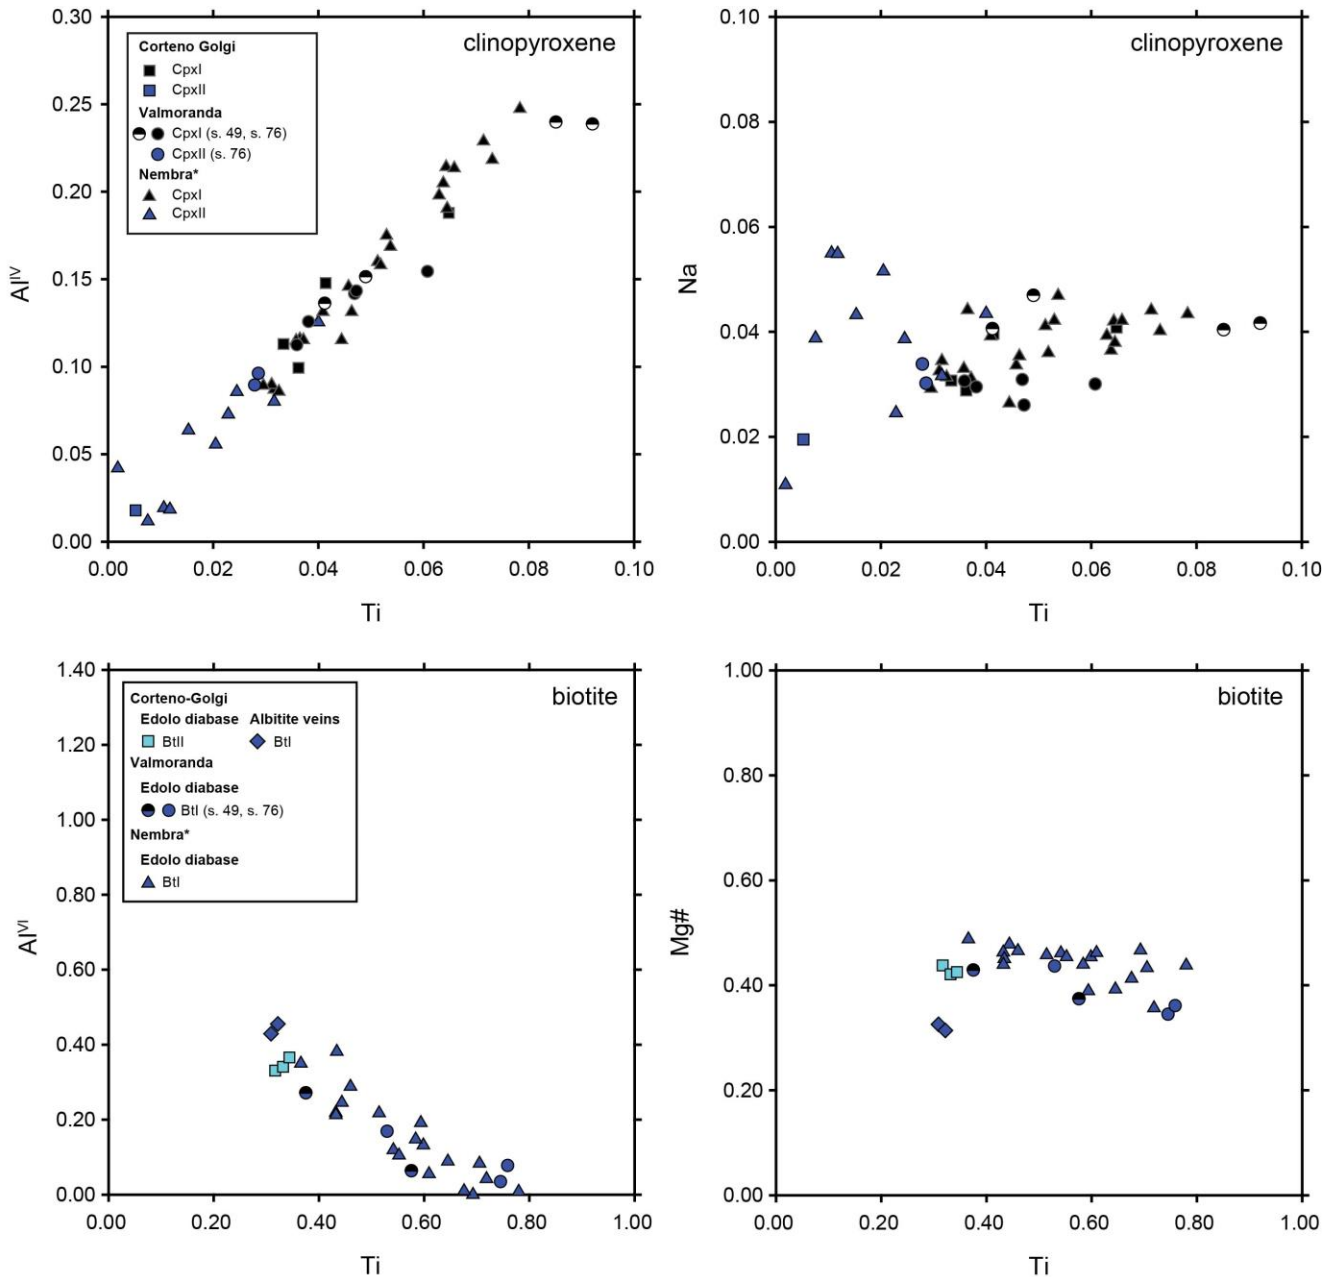 clinopyroxene
Corteno Golgi
CpxI
CpxII
Valmoranda
CpxI (s. 49, s. 76)
CpxII (s. 76)
Nembra*
CpxI
CpxII
0.30
0.25
0.20
0.15
0.10
0.05
0.00
Al^IV
0.00 0.02 0.04 0.06 0.08 0.10
Ti
clinopyroxene
0.10
0.08
0.06
0.04
0.02
0.00
Na
0.00 0.02 0.04 0.06 0.08 0.10
Ti
biotite
Corteno-Golgi
Edolo diabase Albitite veins
BtII BtI
Valmoranda
Edolo diabase
BtI (s. 49, s. 76)
Nembra*
Edolo diabase
BtI
1.40
1.20
1.00
0.80
0.60
0.40
0.20
0.00
Al^VI
0.00 0.20 0.40 0.60 0.80 1.00
Ti
biotite
1.00
0.80
0.60
0.40
0.20
0.00
Mg#
0.00 0.20 0.40 0.60 0.80 1.00
Ti